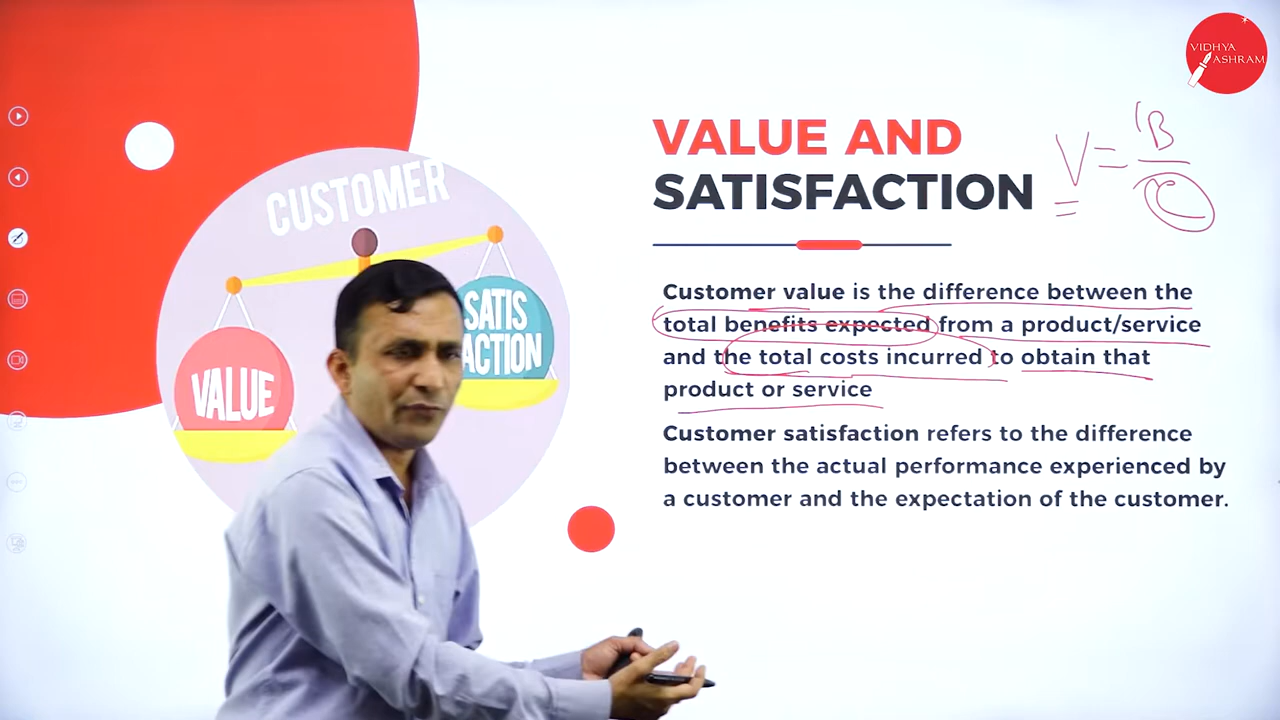 VIDHYA
ASHRAM
VALUE AND
SATISFACTION
V = B
C
CUSTOMER
SATIS
ACTION
VALUE
Customer value is the difference between the
total benefits expected from a product/service
and the total costs incurred to obtain that
product or service
Customer satisfaction refers to the difference
between the actual performance experienced by
a customer and the expectation of the customer.